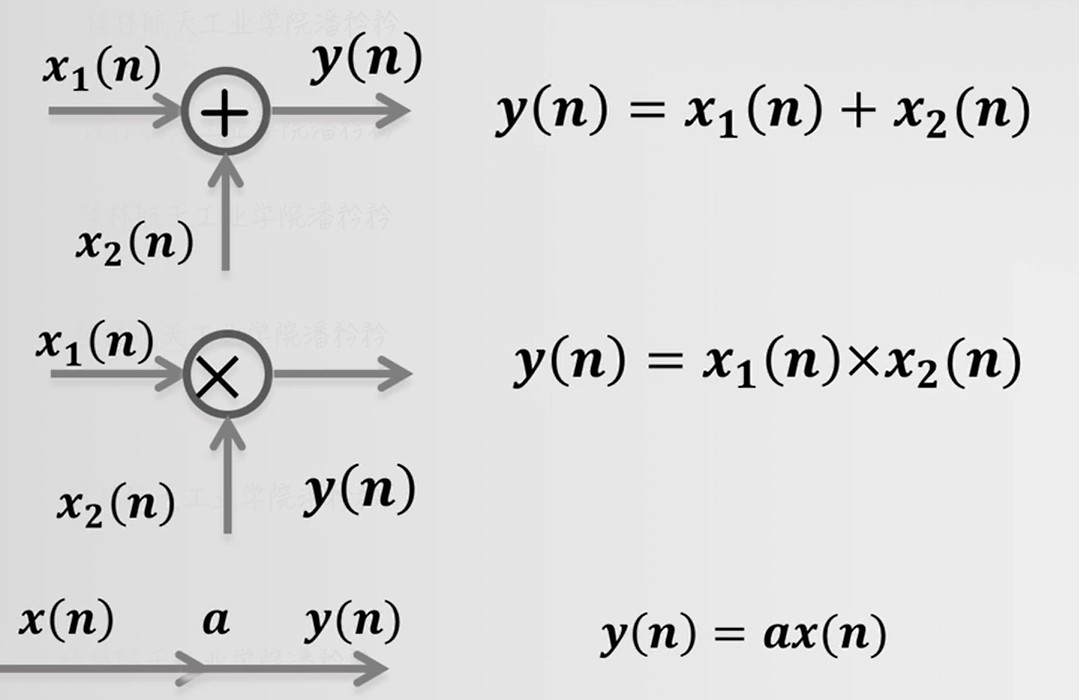 x₁(n) y(n)
+
y(n) = x₁(n) + x₂(n)
x₂(n)
x₁(n)
×
y(n) = x₁(n)×x₂(n)
x₂(n) y(n)
x(n) a y(n)
y(n) = ax(n)